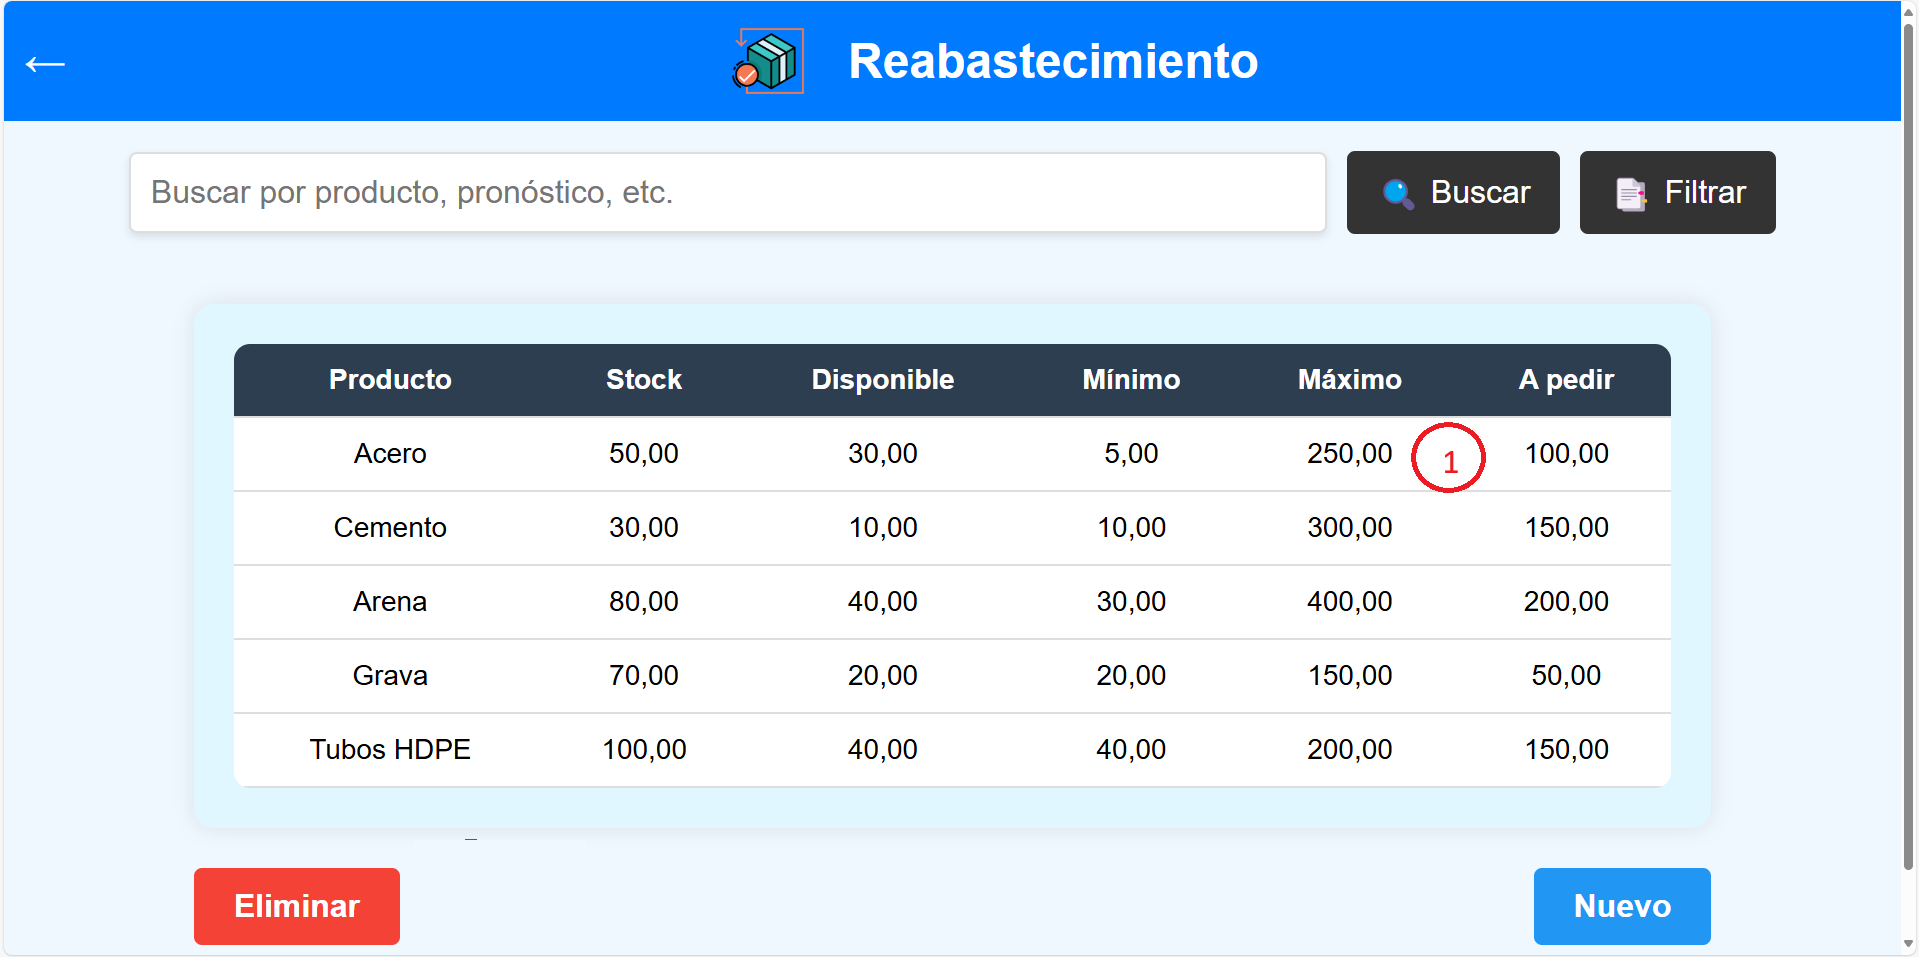 ← Reabastecimiento
Buscar por producto, pronóstico, etc. Buscar Filtrar
Producto Stock Disponible Mínimo Máximo A pedir
Acero 50,00 30,00 5,00 250,00 1 100,00
Cemento 30,00 10,00 10,00 300,00 150,00
Arena 80,00 40,00 30,00 400,00 200,00
Grava 70,00 20,00 20,00 150,00 50,00
Tubos HDPE 100,00 40,00 40,00 200,00 150,00
Eliminar Nuevo